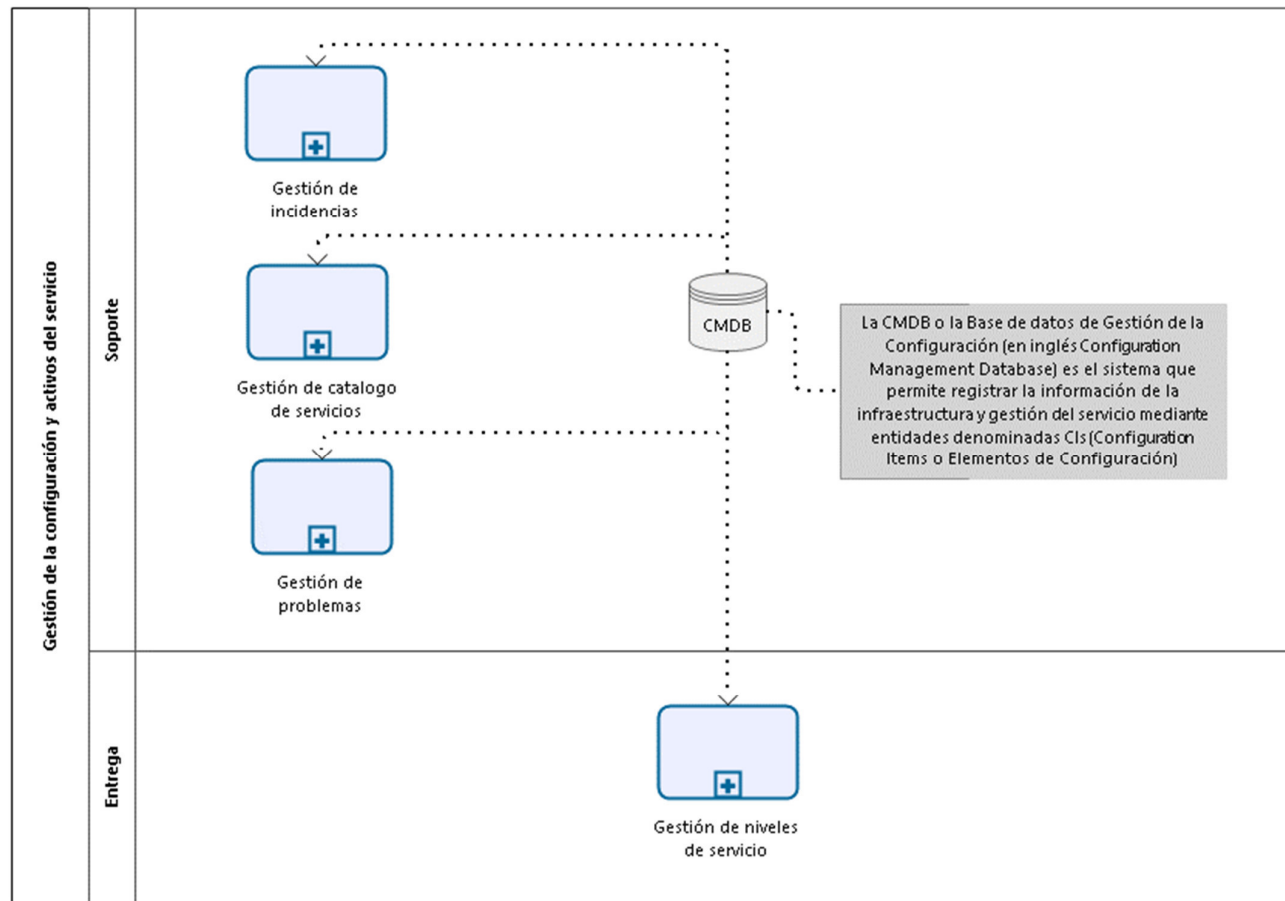 Gestión de la configuración y activos del servicio
Soporte
Gestión de
incidencias
Gestión de catalogo
de servicios
Gestión de
problemas
CMDB
La CMDB o la Base de datos de Gestión de la
Configuración (en inglés Configuration
Management Database) es el sistema que
permite registrar la información de la
infraestructura y gestión del servicio mediante
entidades denominadas CIs (Configuration
Items o Elementos de Configuración)
Entrega
Gestión de niveles
de servicio